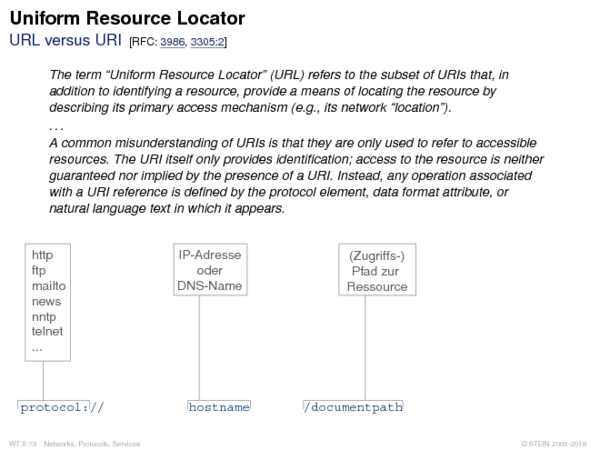 Uniform Resource Locator
URL versus URI [RFC: 3986, 3305:2]
The term “Uniform Resource Locator” (URL) refers to the subset of URIs that, in
addition to identifying a resource, provide a means of locating the resource by
describing its primary access mechanism (e.g., its network “location”).
. . .
A common misunderstanding of URIs is that they are only used to refer to accessible
resources. The URI itself only provides identification; access to the resource is neither
guaranteed nor implied by the presence of a URI. Instead, any operation associated
with a URI reference is defined by the protocol element, data format attribute, or
natural language text in which it appears.
http
ftp
mailto
news
nntp
telnet
...
IP-Adresse
oder
DNS-Name
(Zugriffs-)
Pfad zur
Ressource
protocol:// hostname /documentpath
WT:II-73 Networks, Protocols, Services © STEIN 2005-2018